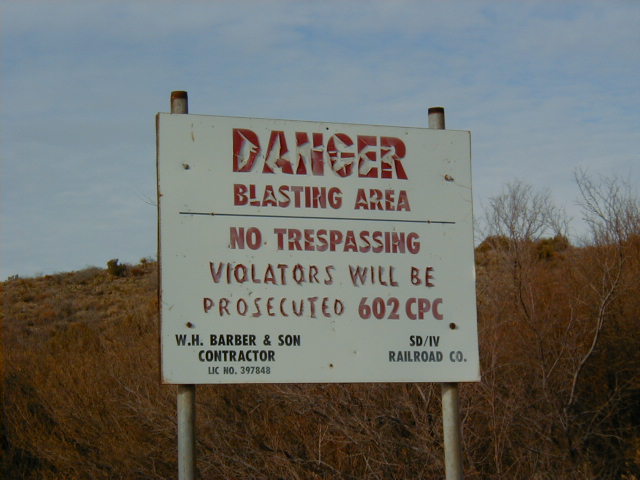 DANGER
BLASTING AREA
NO TRESPASSING
VIOLATORS WILL BE
PROSECUTED 602 CPC
W.H. BARBER & SON
CONTRACTOR
LIC NO. 397848
SD/IV
RAILROAD CO.